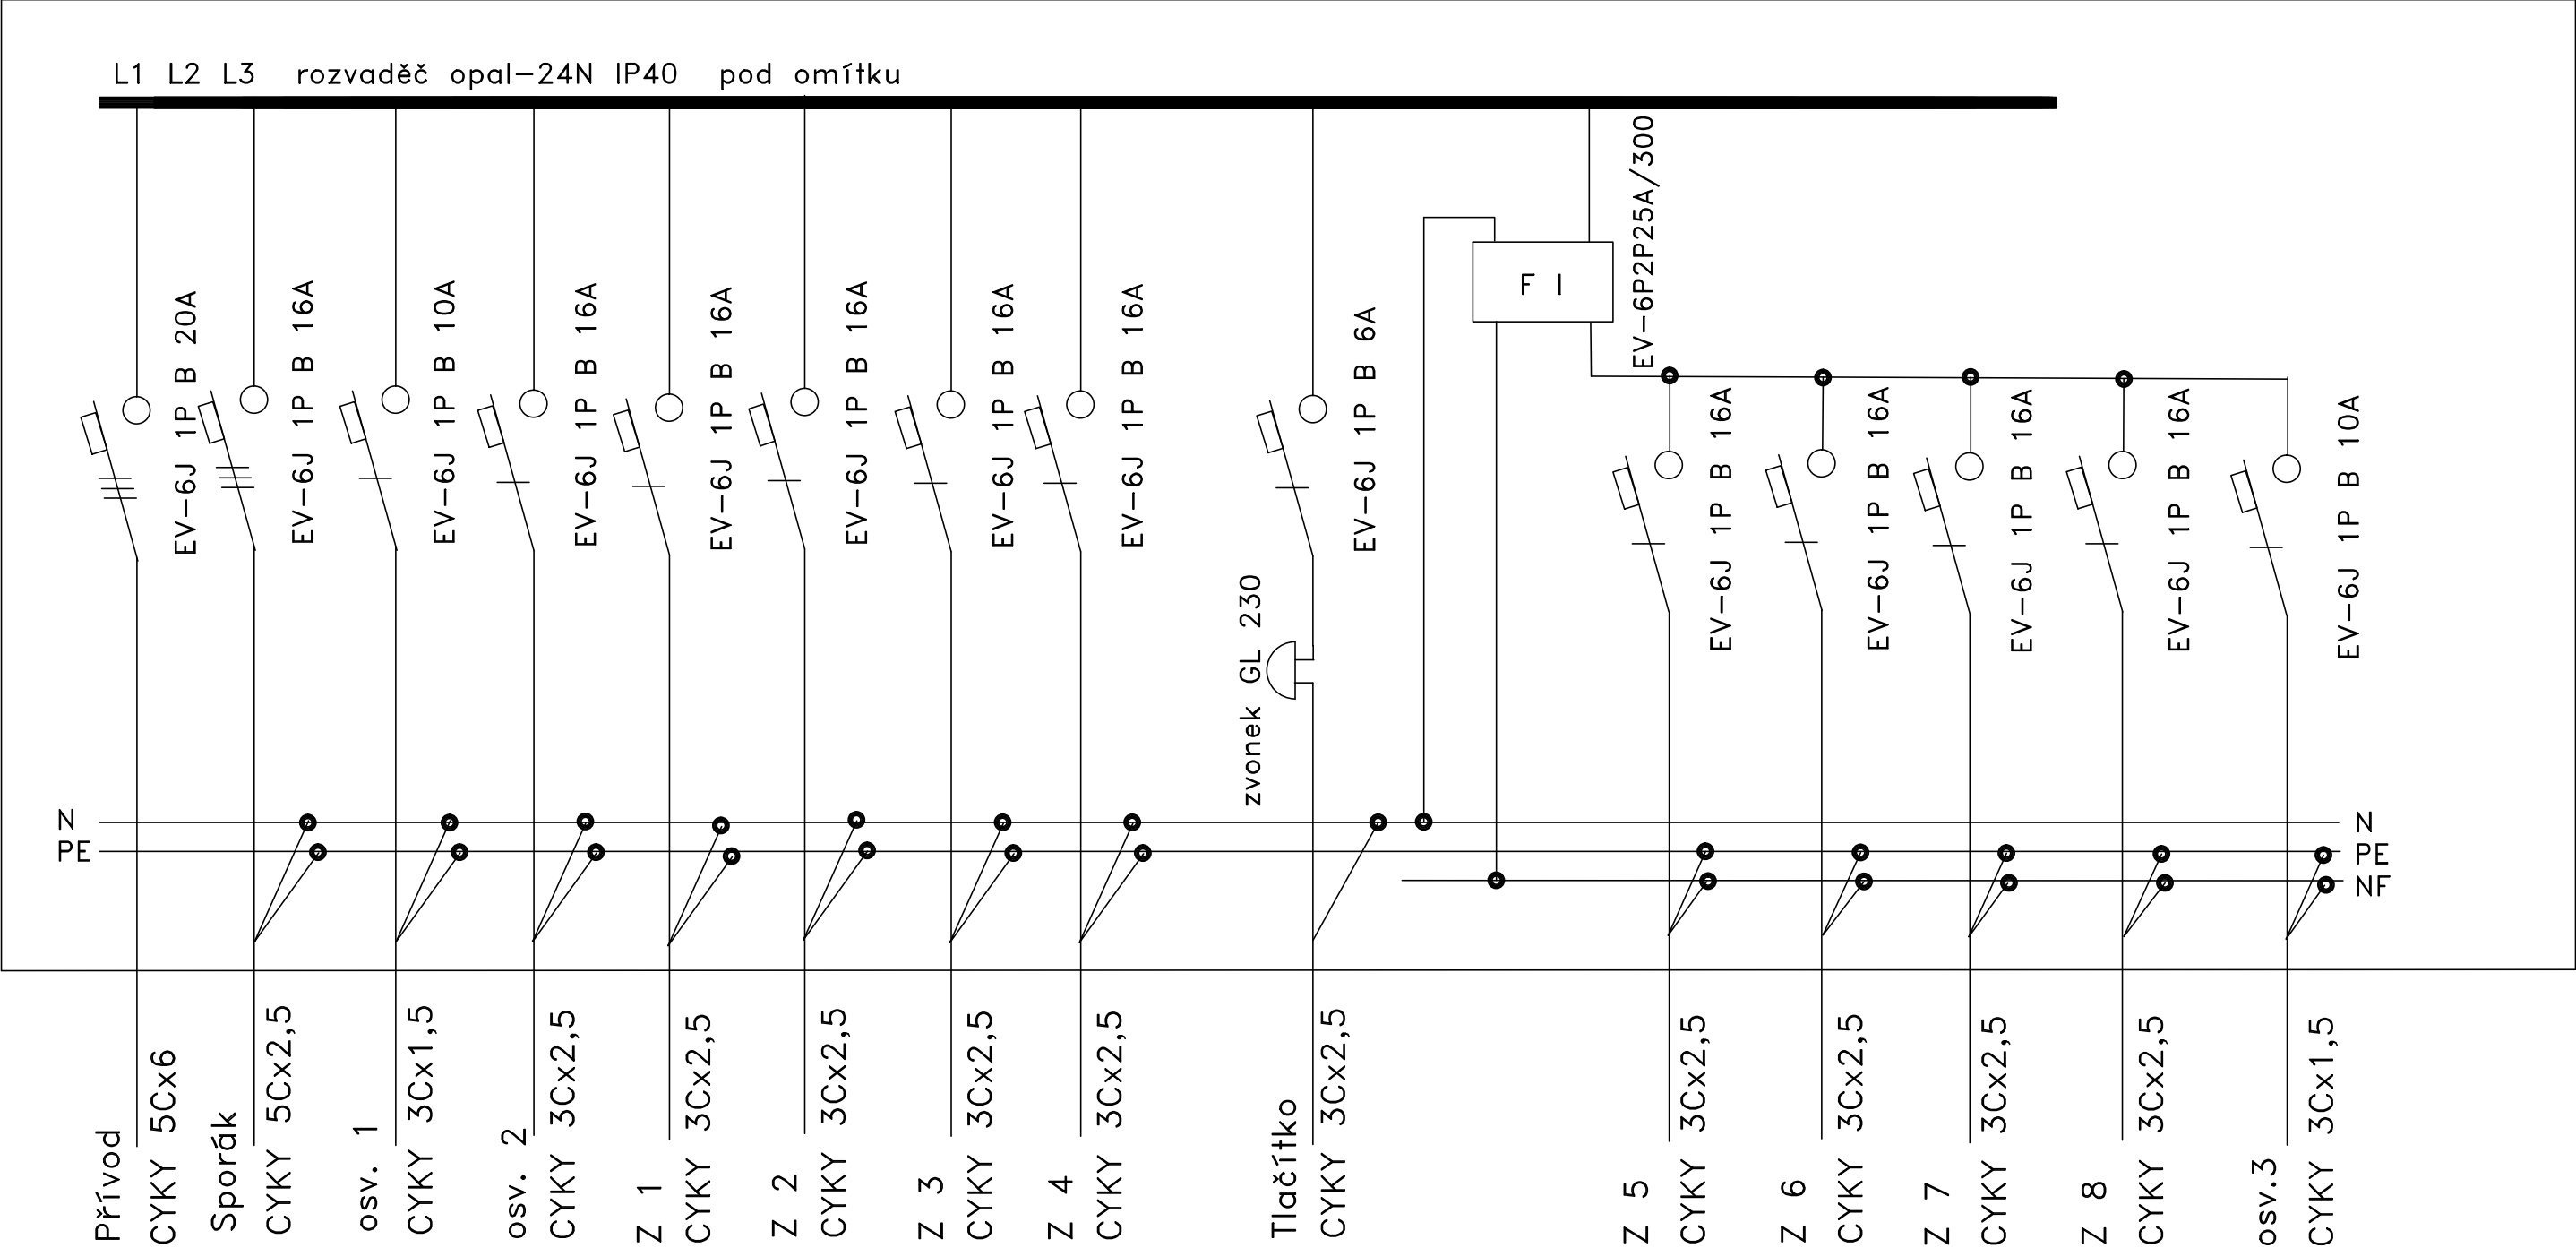 L1 L2 L3 rozvaděč opal-24N IP40 pod omítku
EV-6J 1P B 20A
EV-6J 1P B 16A
EV-6J 1P B 10A
EV-6J 1P B 16A
EV-6J 1P B 16A
EV-6J 1P B 16A
EV-6J 1P B 16A
EV-6J 1P B 16A
EV-6J 1P B 6A
zvonek GL 230
F I
EV-6P2P25A/300
EV-6J 1P B 16A
EV-6J 1P B 16A
EV-6J 1P B 16A
EV-6J 1P B 16A
EV-6J 1P B 10A
N
PE
N
PE
NF
Přívod
CYKY 5Cx6
Sporák
CYKY 5Cx2,5
osv. 1
CYKY 3Cx1,5
osv. 2
CYKY 3Cx2,5
Z 1
CYKY 3Cx2,5
Z 2
CYKY 3Cx2,5
Z 3
CYKY 3Cx2,5
Z 4
CYKY 3Cx2,5
Tlačítko
CYKY 3Cx2,5
Z 5
CYKY 3Cx2,5
Z 6
CYKY 3Cx2,5
Z 7
CYKY 3Cx2,5
Z 8
CYKY 3Cx2,5
osv.3
CYKY 3Cx1,5